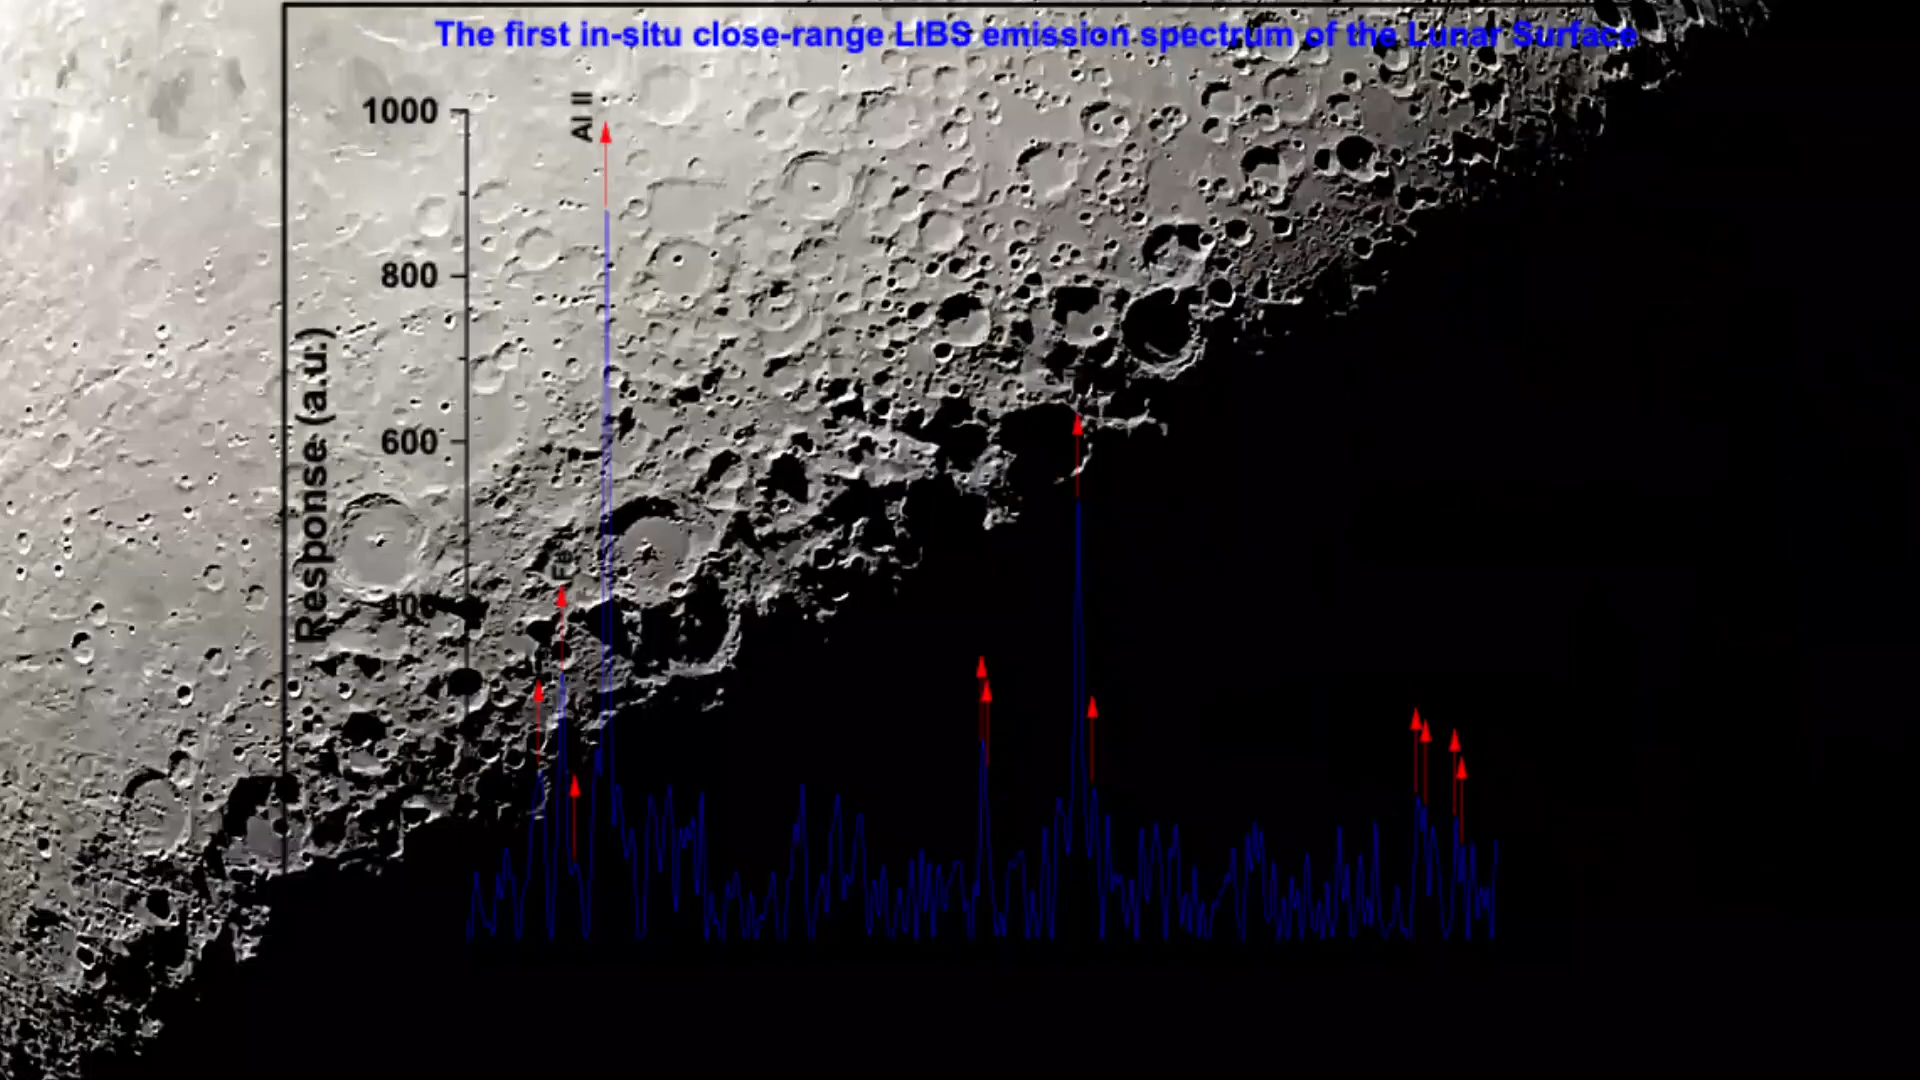 The first in-situ close-range LIBS emission spectrum of the Lunar Surface
Al II
1000
800
Response (a.u.)
600
Fe
400